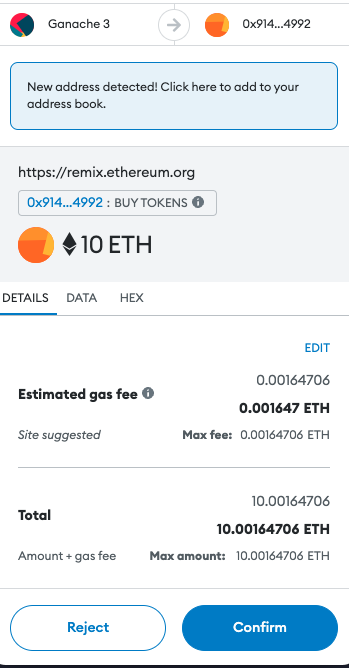 Ganache 3
0x914...4992
New address detected! Click here to add to your
address book.
https://remix.ethereum.org
0x914...4992 : BUY TOKENS
10 ETH
DETAILS DATA HEX
EDIT
0.00164706
Estimated gas fee
0.001647 ETH
Site suggested Max fee: 0.00164706 ETH
10.00164706
Total
10.00164706 ETH
Amount + gas fee Max amount: 10.00164706 ETH
Reject Confirm